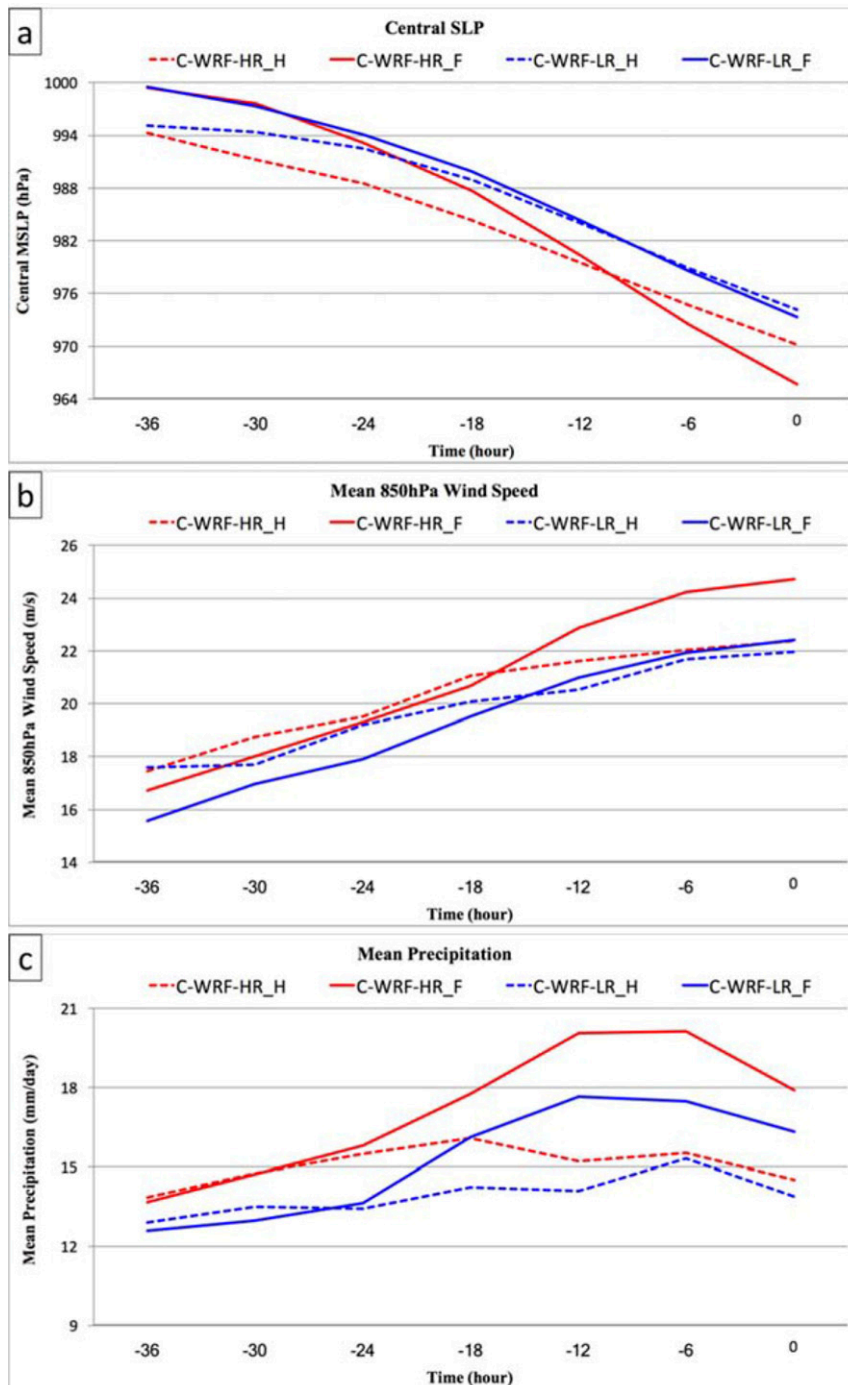 a
Central SLP
C-WRF-HR_H C-WRF-HR_F C-WRF-LR_H C-WRF-LR_F
1000
994
988
982
976
970
964
Central MSLP (hPa)
-36 -30 -24 -18 -12 -6 0
Time (hour)
b
Mean 850hPa Wind Speed
C-WRF-HR_H C-WRF-HR_F C-WRF-LR_H C-WRF-LR_F
26
24
22
20
18
16
14
Mean 850hPa Wind Speed (m/s)
-36 -30 -24 -18 -12 -6 0
Time (hour)
c
Mean Precipitation
C-WRF-HR_H C-WRF-HR_F C-WRF-LR_H C-WRF-LR_F
21
18
15
12
9
Mean Precipitation (mm/day)
-36 -30 -24 -18 -12 -6 0
Time (hour)